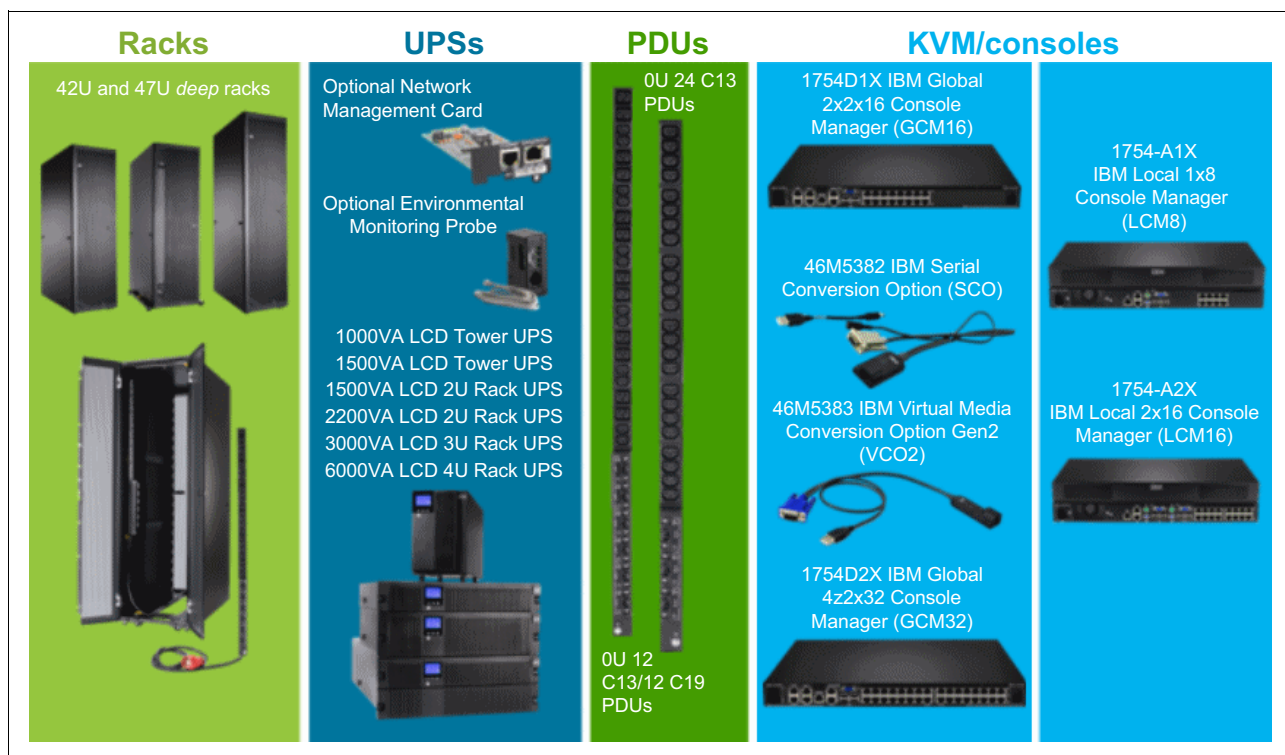 Racks
42U and 47U deep racks
UPSs
Optional Network
Management Card
Optional Environmental
Monitoring Probe
1000VA LCD Tower UPS
1500VA LCD Tower UPS
1500VA LCD 2U Rack UPS
2200VA LCD 2U Rack UPS
3000VA LCD 3U Rack UPS
6000VA LCD 4U Rack UPS
PDUs
0U 24 C13
PDUs
0U 12
C13/12 C19
PDUs
KVM/consoles
1754D1X IBM Global
2x2x16 Console
Manager (GCM16)
46M5382 IBM Serial
Conversion Option (SCO)
46M5383 IBM Virtual Media
Conversion Option Gen2
(VCO2)
1754D2X IBM Global
4z2x32 Console
Manager (GCM32)
1754-A1X
IBM Local 1x8
Console Manager
(LCM8)
1754-A2X
IBM Local 2x16 Console
Manager (LCM16)